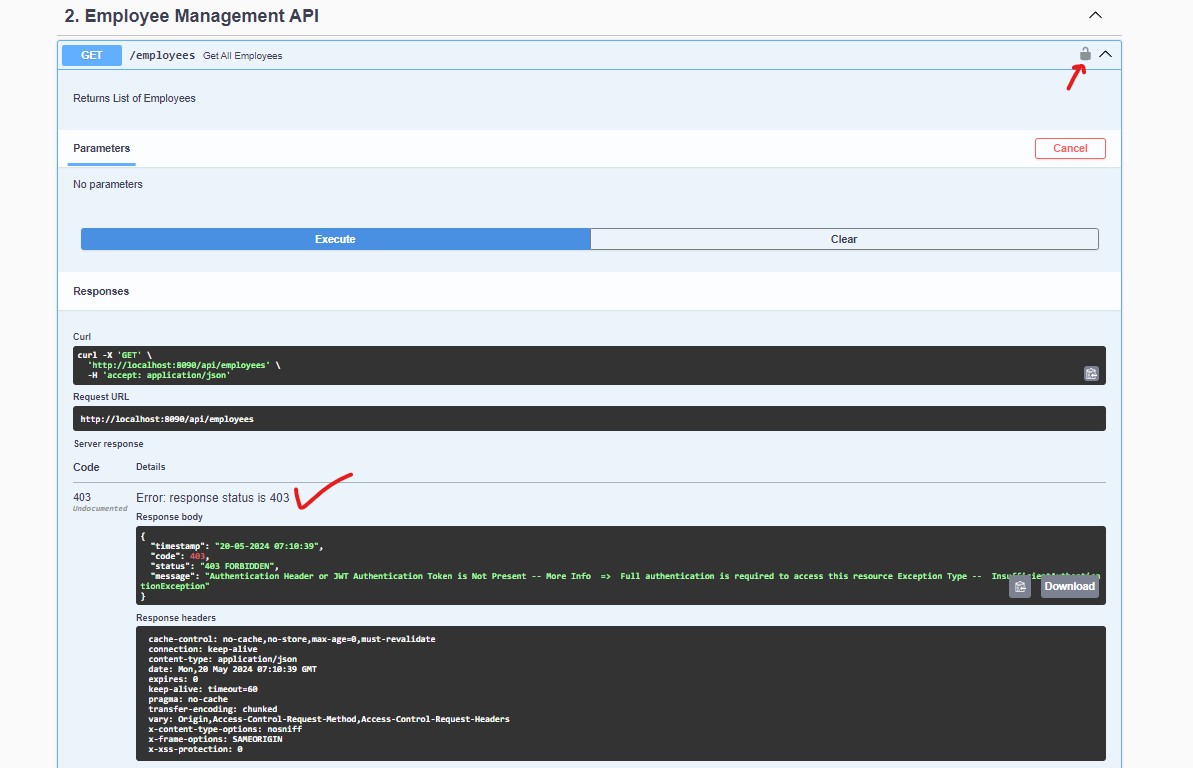 2. Employee Management API
GET /employees Get All Employees
Returns List of Employees
Parameters
Cancel
No parameters
Execute
Clear
Responses
Curl
curl -X 'GET' \
'http://localhost:8090/api/employees' \
-H 'accept: application/json'
Request URL
http://localhost:8090/api/employees
Server response
Code Details
403
Undocumented
Error: response status is 403
Response body
{
"timestamp": "20-05-2024 07:10:39",
"code": 403,
"status": "403 FORBIDDEN",
"message": "Authentication Header or JWT Authentication Token is Not Present -- More Info => Full authentication is required to access this resource Exception Type -- InsufficientAuthentica
tionException"
}
Download
Response headers
cache-control: no-cache,no-store,max-age=0,must-revalidate
connection: keep-alive
content-type: application/json
date: Mon,20 May 2024 07:10:39 GMT
expires: 0
keep-alive: timeout=60
pragma: no-cache
transfer-encoding: chunked
vary: Origin,Access-Control-Request-Method,Access-Control-Request-Headers
x-content-type-options: nosniff
x-frame-options: SAMEORIGIN
x-xss-protection: 0